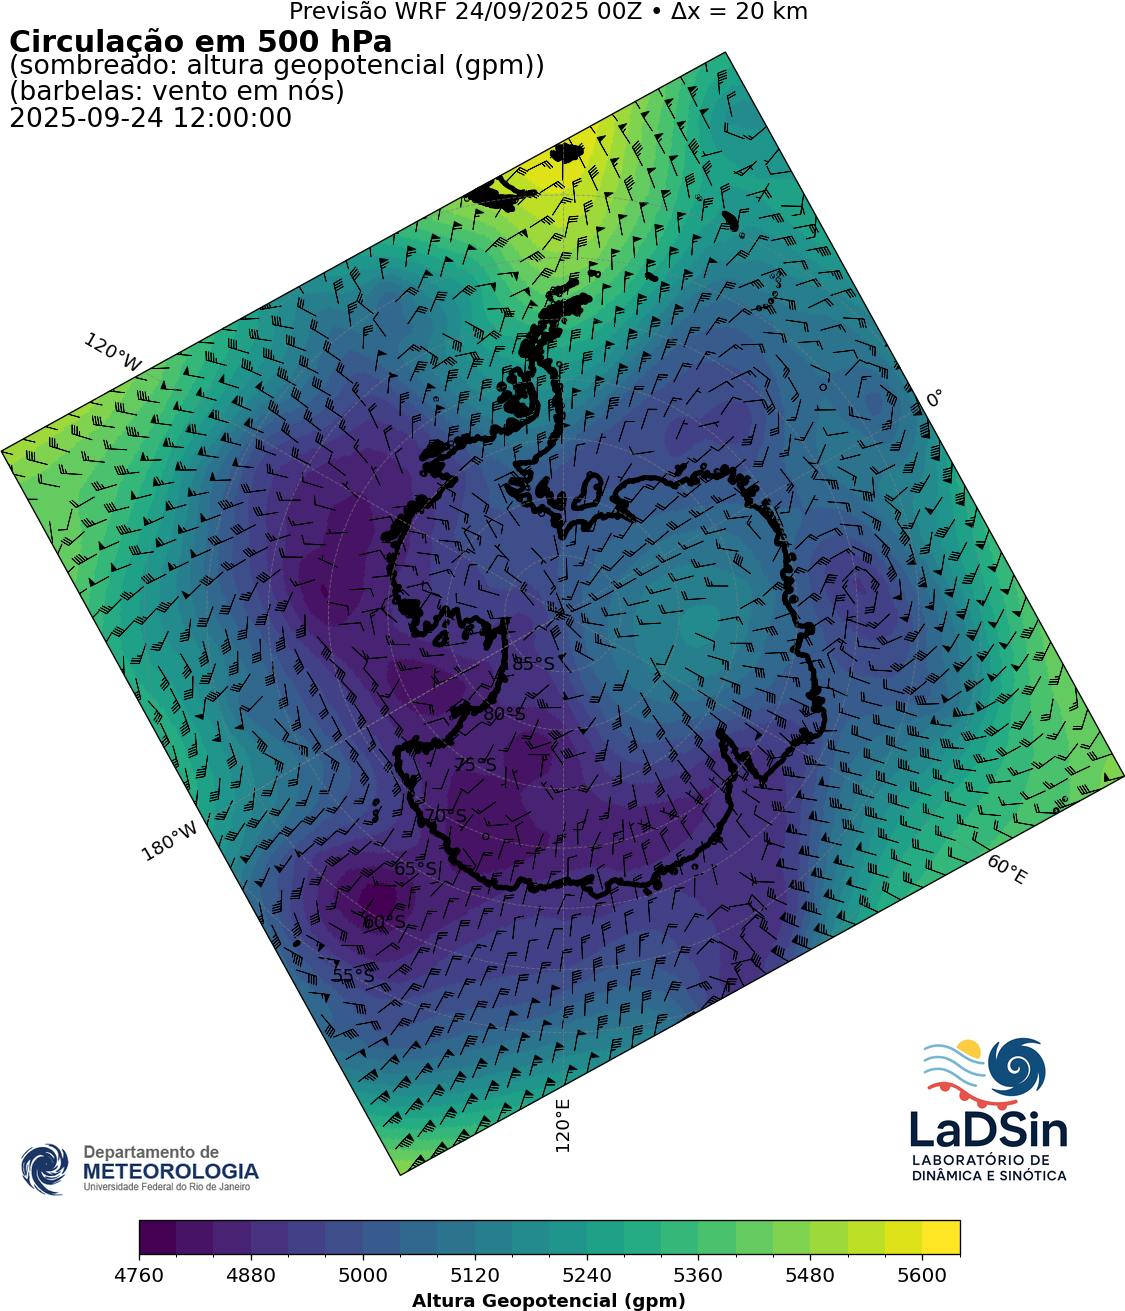 Previsão WRF 24/09/2025 00Z • Δx = 20 km
Circulação em 500 hPa
(sombreado: altura geopotencial (gpm))
(barbelas: vento em nós)
2025-09-24 12:00:00
120°W
0°
85°S
80°S
75°S
70°S
180°W
65°S
60°E
60°S
55°S
120°E
LaDSin
LABORATÓRIO DE
DINÂMICA E SINÓTICA
Departamento de
METEOROLOGIA
Universidade Federal do Rio de Janeiro
4760 4880 5000 5120 5240 5360 5480 5600
Altura Geopotencial (gpm)